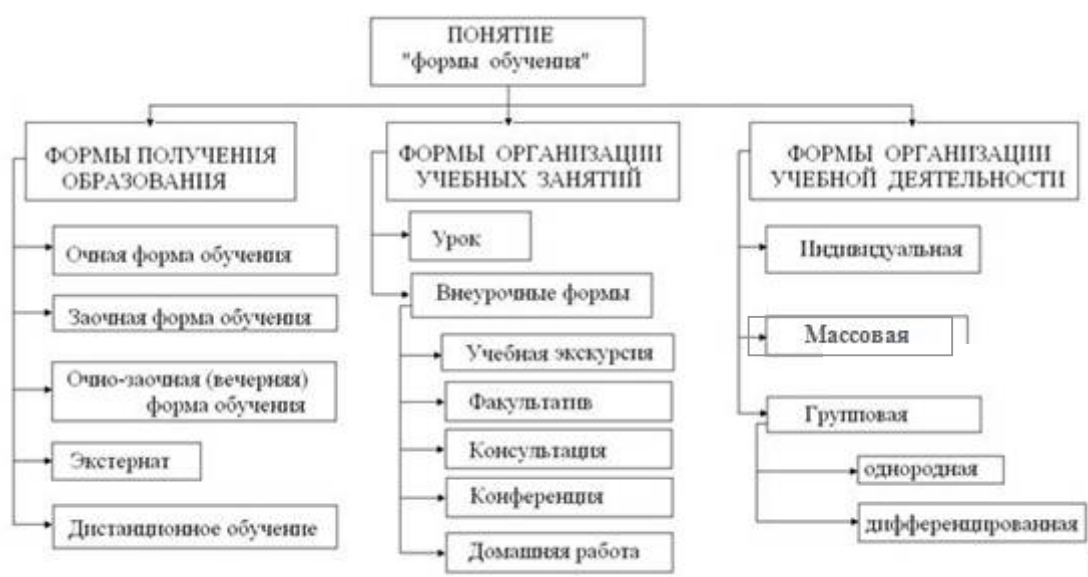 ПОНЯТИЕ
"формы обучения"
ФОРМЫ ПОЛУЧЕНИЯ
ОБРАЗОВАНИЯ
Очная форма обучения
Заочная форма обучения
Очно-заочная (вечерняя)
форма обучения
Экстернат
Дистанционное обучение
ФОРМЫ ОРГАНИЗАЦИИ
УЧЕБНЫХ ЗАНЯТИЙ
Урок
Внеурочные формы
Учебная экскурсия
Факультатив
Консультация
Конференция
Домашняя работа
ФОРМЫ ОРГАНИЗАЦИИ
УЧЕБНОЙ ДЕЯТЕЛЬНОСТИ
Индивидуальная
Массовая
Групповая
однородная
дифференцированная